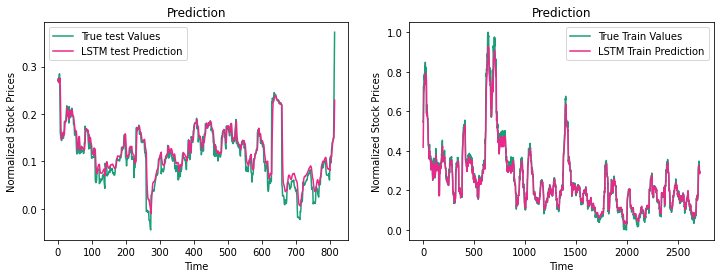 Prediction
True test Values
LSTM test Prediction
Normalized Stock Prices
0.3
0.2
0.1
0.0
0 100 200 300 400 500 600 700 800
Time
Prediction
True Train Values
LSTM Train Prediction
Normalized Stock Prices
1.0
0.8
0.6
0.4
0.2
0.0
0 500 1000 1500 2000 2500
Time